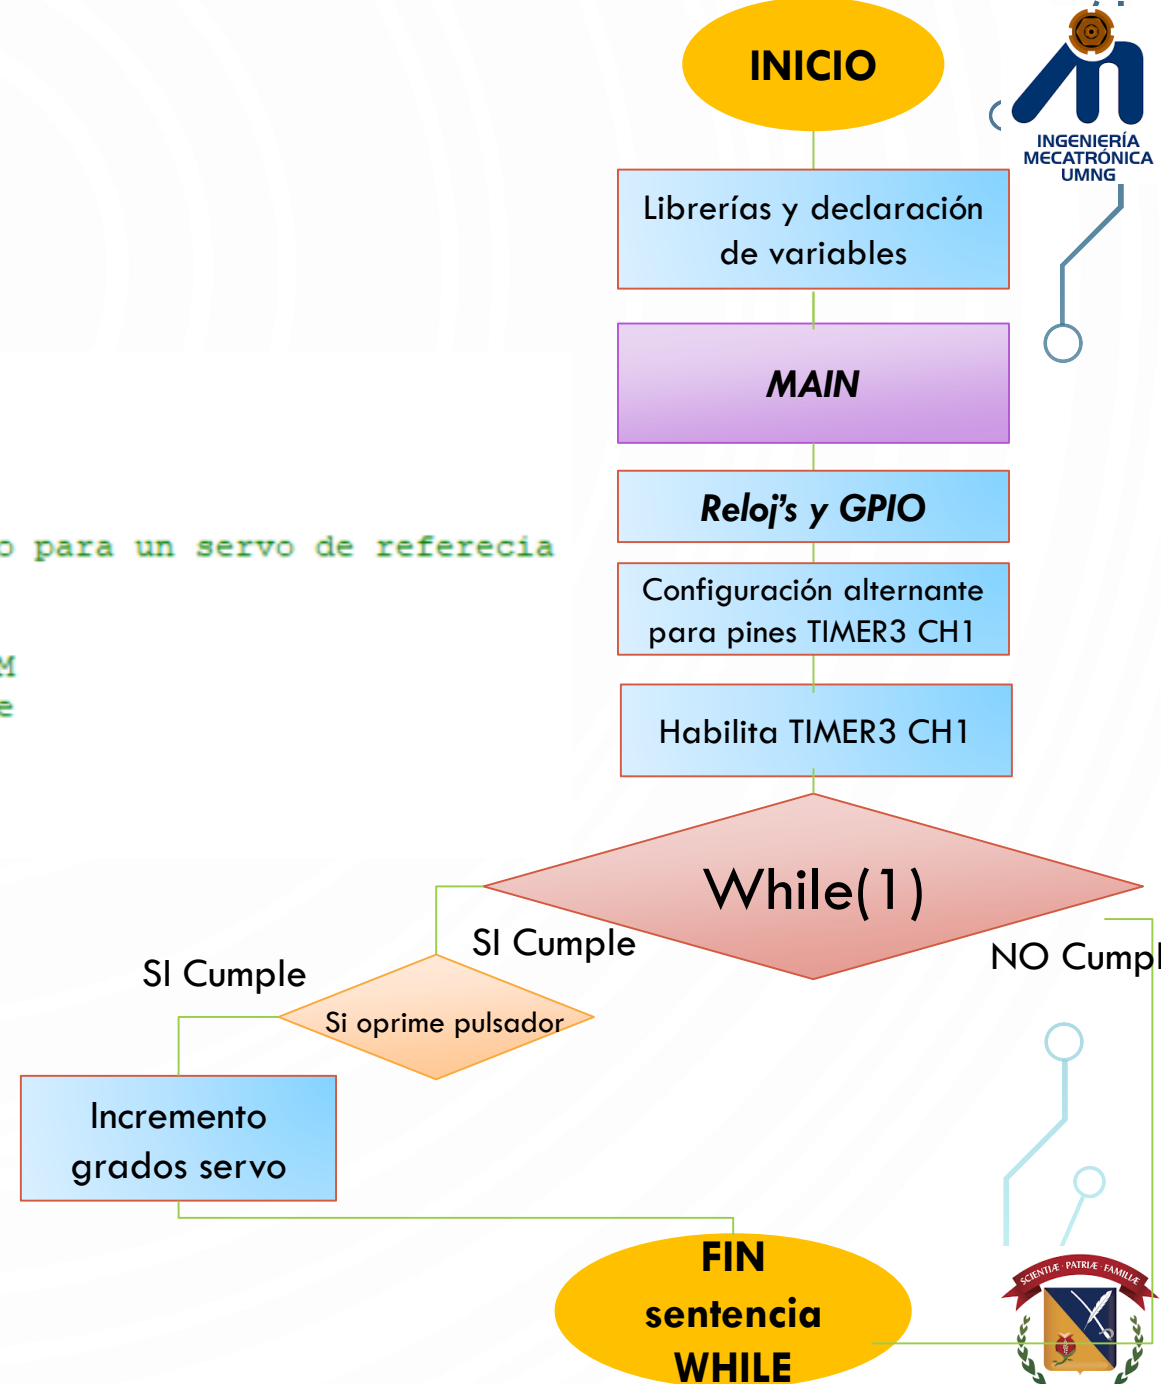 INICIO
INGENIERÍA
MECATRÓNICA
UMNG
Librerías y declaración
de variables
MAIN
Reloj's y GPIO
o para un servo de referecia
Configuración alternante
para pines TIMER3 CH1
M
e
Habilita TIMER3 CH1
While(1)
SI Cumple
NO Cumpl
SI Cumple
Si oprime pulsador
Incremento
grados servo
FIN
sentencia
WHILE
SCIENTIÆ · PATRIÆ · FAMILIÆ